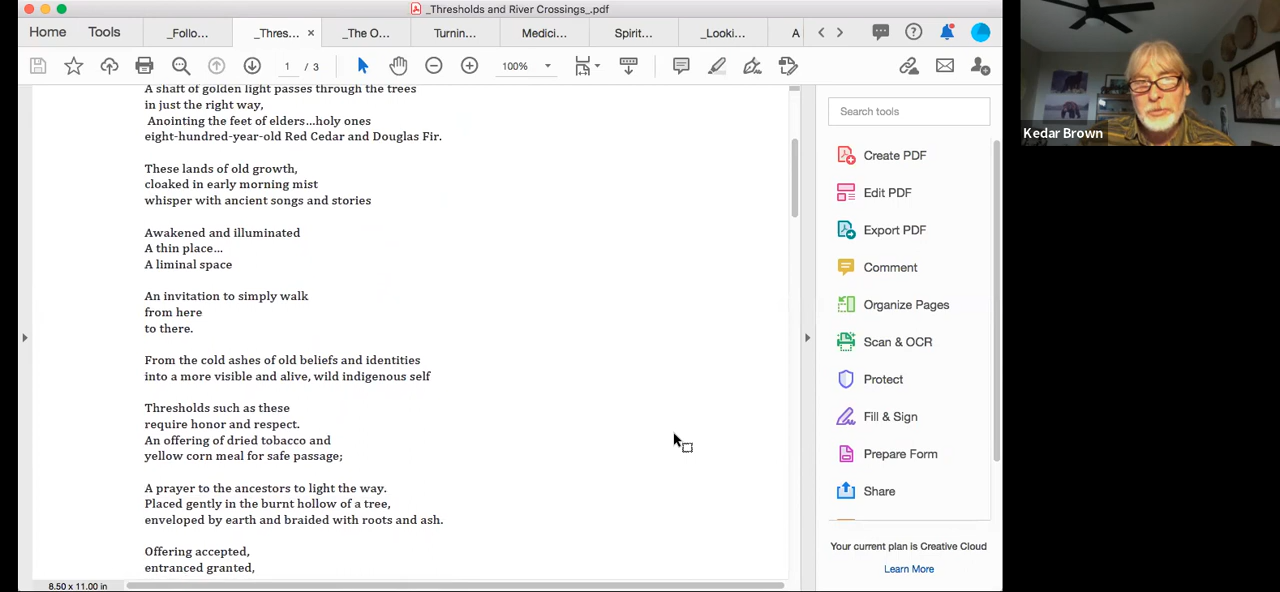 _Thresholds and River Crossings_.pdf
Home
Tools
_Follo...
_Thres...
_The O...
Turnin...
Medici...
Spirit...
_Looki...
A
1 / 3
100%
A shaft of golden light passes through the trees
in just the right way,
Anointing the feet of elders...holy ones
eight-hundred-year-old Red Cedar and Douglas Fir.
These lands of old growth,
cloaked in early morning mist
whisper with ancient songs and stories
Awakened and illuminated
A thin place...
A liminal space
An invitation to simply walk
from here
to there.
From the cold ashes of old beliefs and identities
into a more visible and alive, wild indigenous self
Thresholds such as these
require honor and respect.
An offering of dried tobacco and
yellow corn meal for safe passage;
A prayer to the ancestors to light the way.
Placed gently in the burnt hollow of a tree,
enveloped by earth and braided with roots and ash.
Offering accepted,
entranced granted,
8.50 x 11.00 in
Search tools
Create PDF
Edit PDF
Export PDF
Comment
Organize Pages
Scan & OCR
Protect
Fill & Sign
Prepare Form
Share
Your current plan is Creative Cloud
Learn More
Kedar Brown